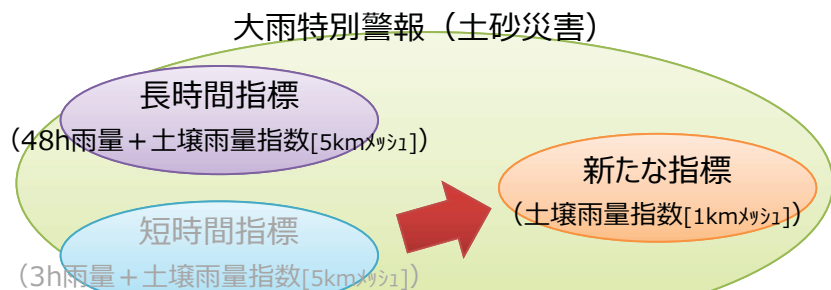 大雨特別警報（土砂災害）
長時間指標
（48h雨量＋土壌雨量指数[5kmﾒｯｼｭ]）
新たな指標
（土壌雨量指数[1kmﾒｯｼｭ]）
短時間指標
（3h雨量＋土壌雨量指数[5kmﾒｯｼｭ]）